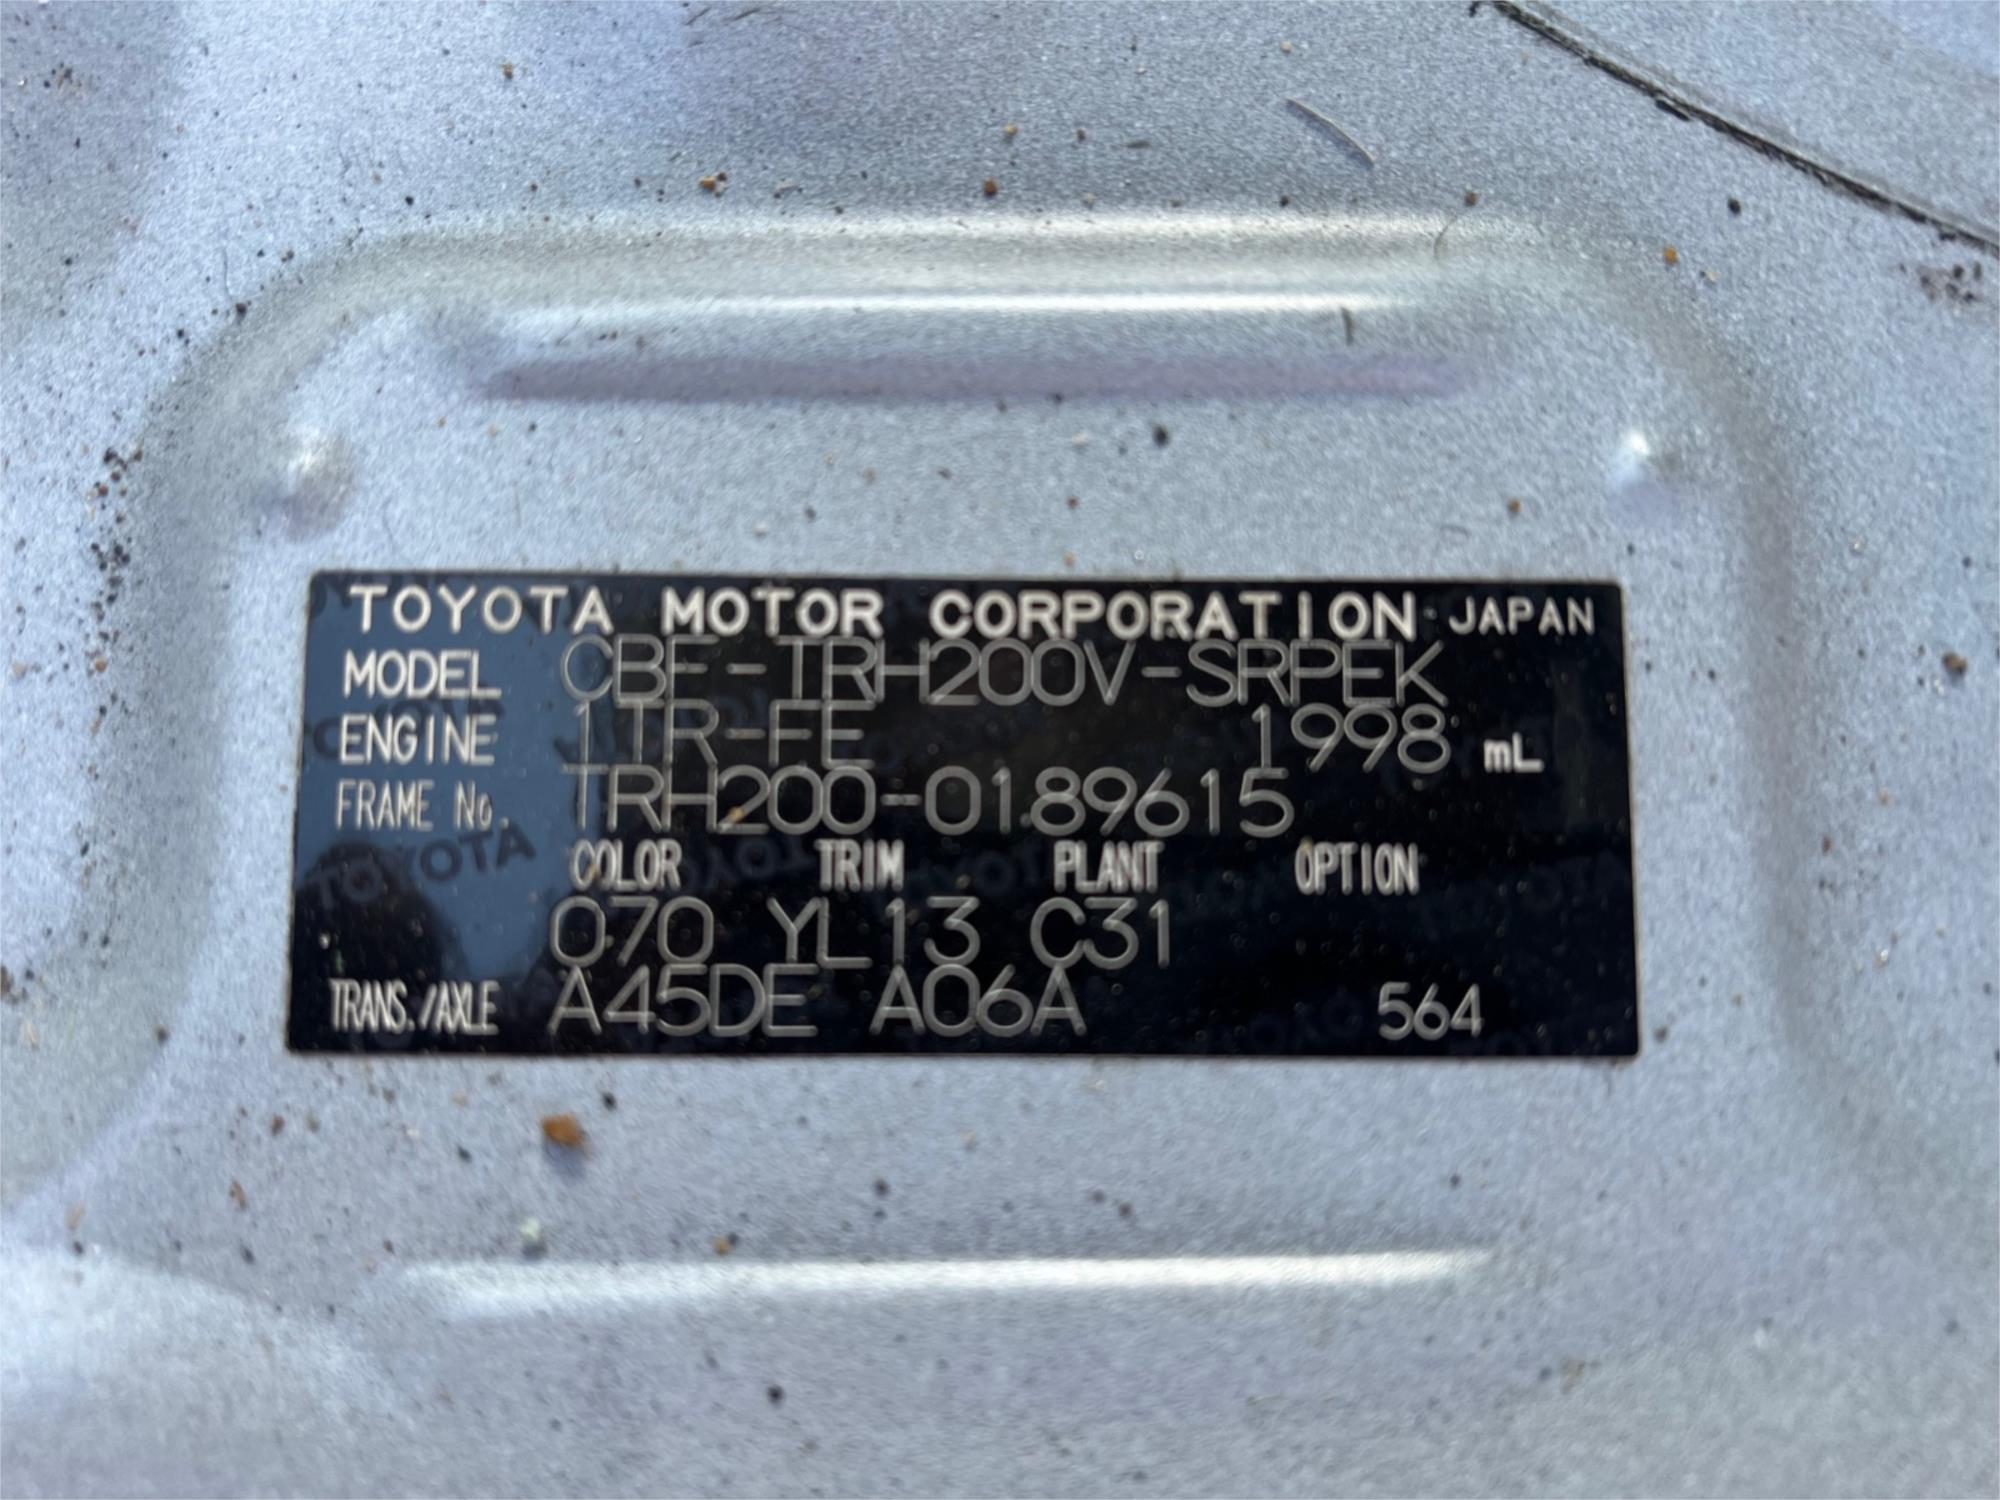 TOYOTA MOTOR CORPORATION JAPAN
MODEL CBF-TRH200V-SRPEK
ENGINE 1TR-FE 1998 mL
FRAME No. TRH200-0189615
COLOR TRIM PLANT OPTION
070 YL13 C31
TRANS./AXLE A45DE A06A 564